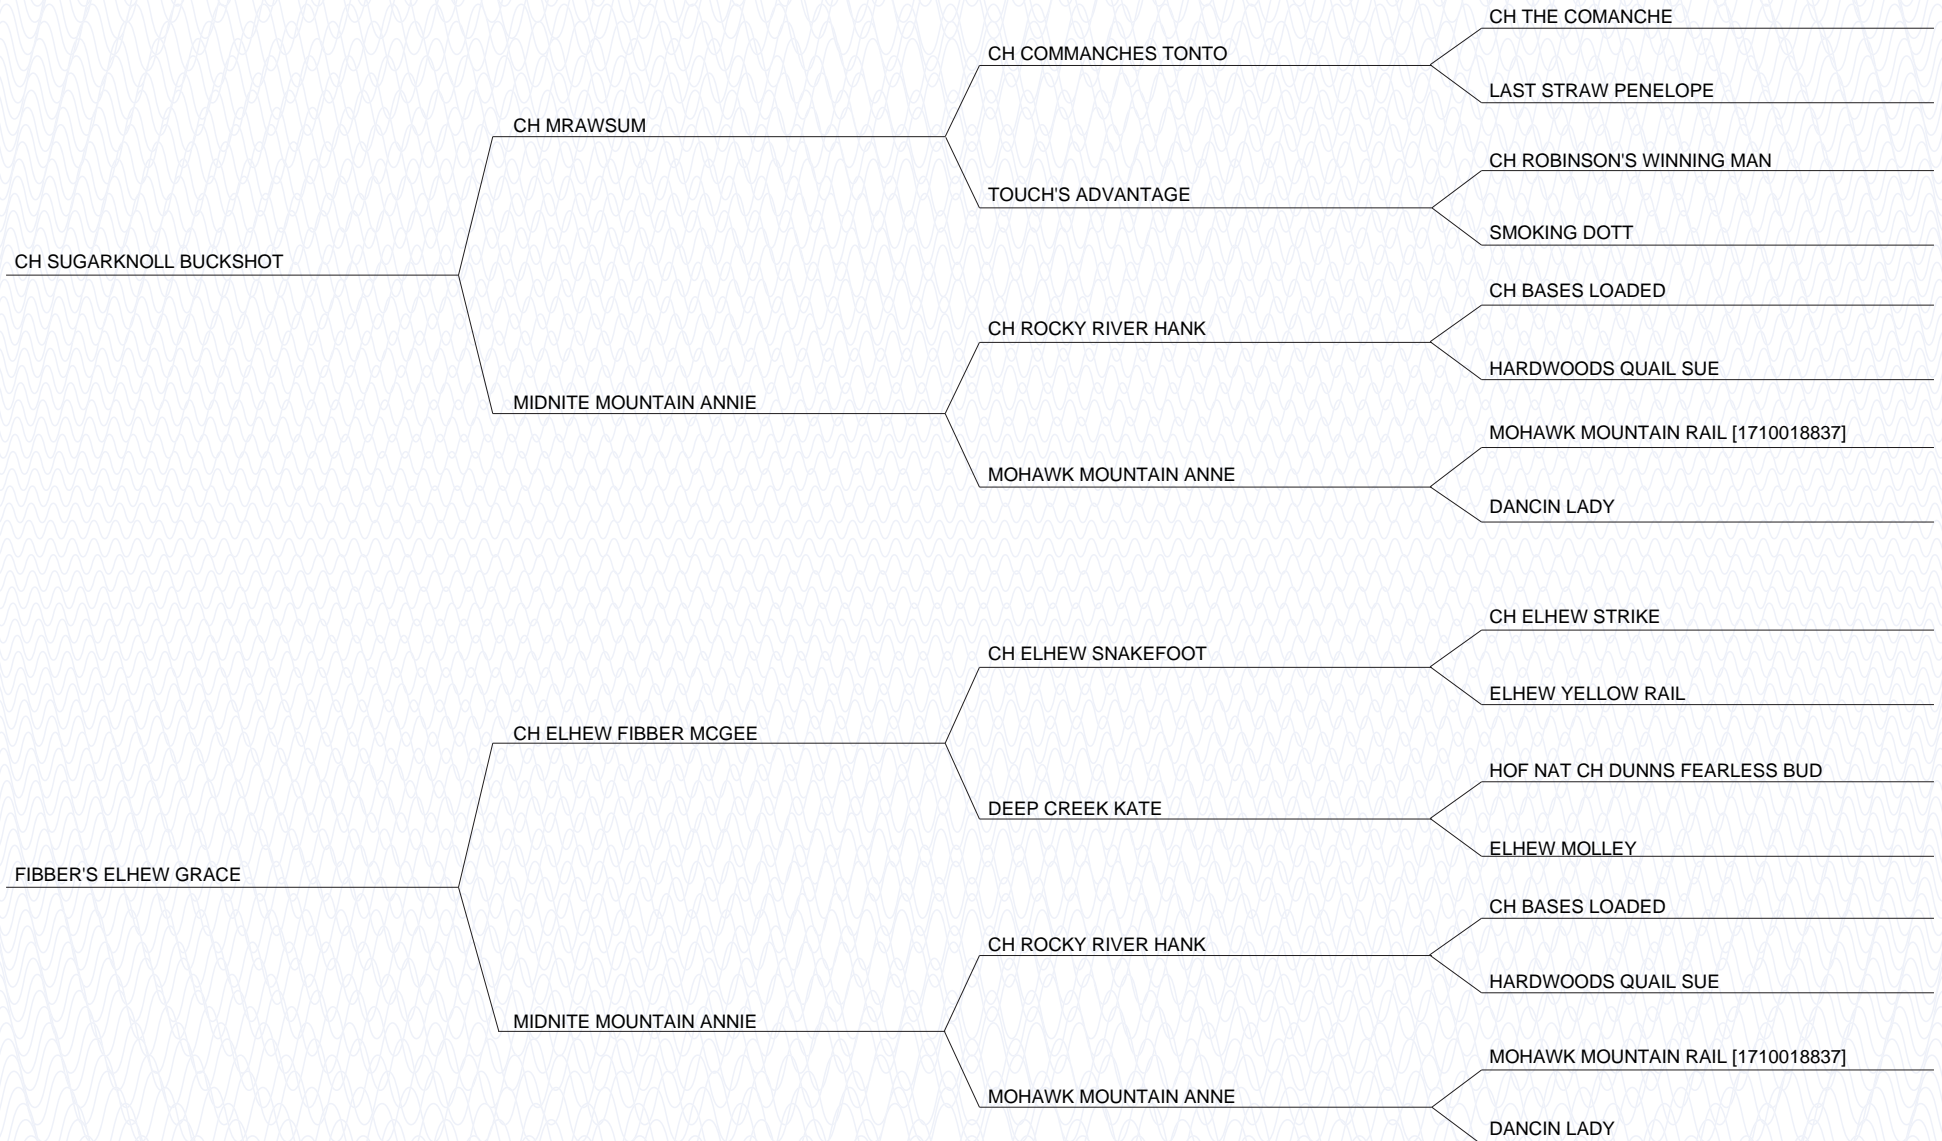 CH THE COMANCHE
CH COMMANCHES TONTO
LAST STRAW PENELOPE
CH MRAWSUM
CH ROBINSON'S WINNING MAN
TOUCH'S ADVANTAGE
SMOKING DOTT
CH SUGARKNOLL BUCKSHOT
CH BASES LOADED
CH ROCKY RIVER HANK
HARDWOODS QUAIL SUE
MIDNITE MOUNTAIN ANNIE
MOHAWK MOUNTAIN RAIL [1710018837]
MOHAWK MOUNTAIN ANNE
DANCIN LADY
CH ELHEW STRIKE
CH ELHEW SNAKEFOOT
ELHEW YELLOW RAIL
CH ELHEW FIBBER MCGEE
HOF NAT CH DUNNS FEARLESS BUD
DEEP CREEK KATE
ELHEW MOLLEY
FIBBER'S ELHEW GRACE
CH BASES LOADED
CH ROCKY RIVER HANK
HARDWOODS QUAIL SUE
MIDNITE MOUNTAIN ANNIE
MOHAWK MOUNTAIN RAIL [1710018837]
MOHAWK MOUNTAIN ANNE
DANCIN LADY